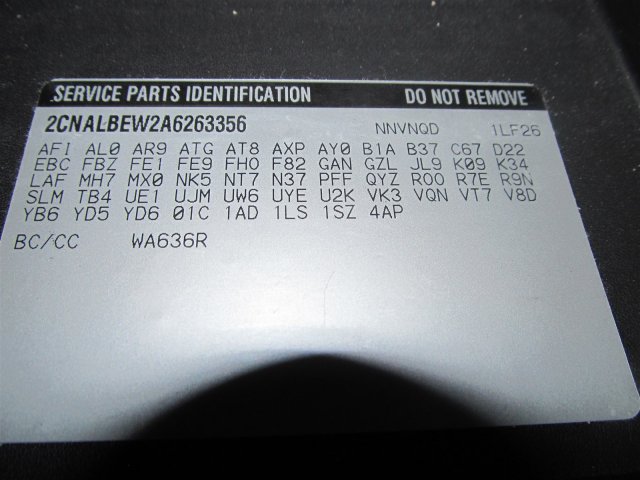 SERVICE PARTS IDENTIFICATION DO NOT REMOVE
2CNALBEW2A6263356 NNVNQD 1LF26
AF1 AL0 AR9 ATG AT8 AXP AY0 B1A B37 C67 D22
EBC FBZ FE1 FE9 FHO F82 GAN GZL JL9 K09 K34
LAF MH7 MX0 NK5 NT7 N37 PFF QYZ R00 R7E R9N
SLM TB4 UE1 UJM UW6 UYE U2K VK3 VQN VT7 V8D
YB6 YD5 YD6 01C 1AD 1LS 1SZ 4AP
BC/CC WA636R